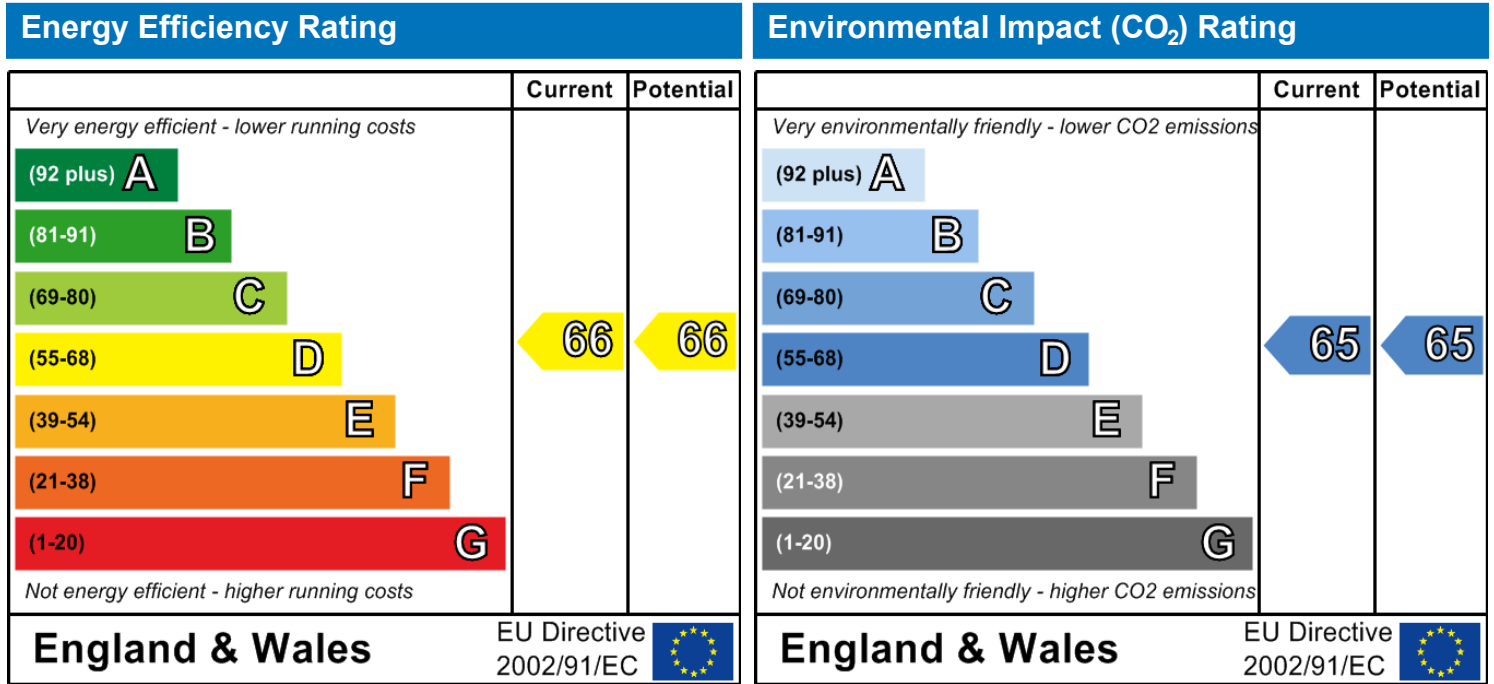 Energy Efficiency Rating
Current Potential
Very energy efficient - lower running costs
(92 plus) A
(81-91) B
(69-80) C
(55-68) D
66 66
(39-54) E
(21-38) F
(1-20) G
Not energy efficient - higher running costs
England & Wales
EU Directive
2002/91/EC
Environmental Impact (CO₂) Rating
Current Potential
Very environmentally friendly - lower CO2 emissions
(92 plus) A
(81-91) B
(69-80) C
(55-68) D
65 65
(39-54) E
(21-38) F
(1-20) G
Not environmentally friendly - higher CO2 emissions
England & Wales
EU Directive
2002/91/EC